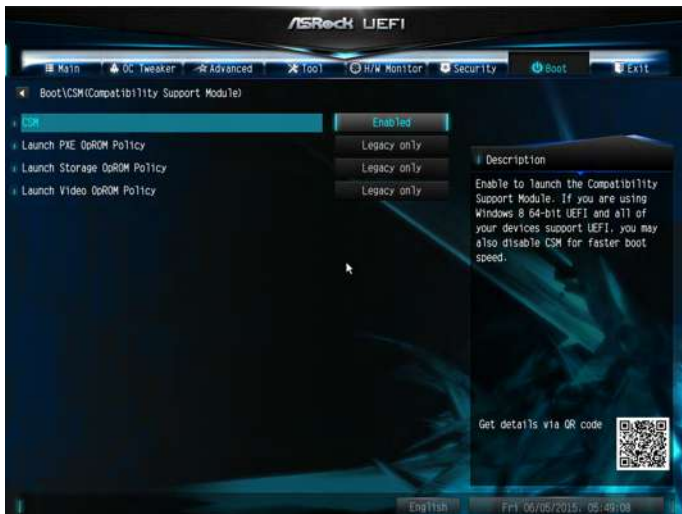 ASRock UEFI
Main
OC Tweaker
Advanced
Tool
H/W Monitor
Security
Boot
Exit
Boot\CSM(Compatibility Support Module)
CSM
Enabled
Launch PXE OpROM Policy
Legacy only
Launch Storage OpROM Policy
Legacy only
Launch Video OpROM Policy
Legacy only
Description
Enable to launch the Compatibility
Support Module. If you are using
Windows 8 64-bit UEFI and all of
your devices support UEFI, you may
also disable CSM for faster boot
speed.
Get details via QR code
English
Fri 06/05/2015, 05:49:08